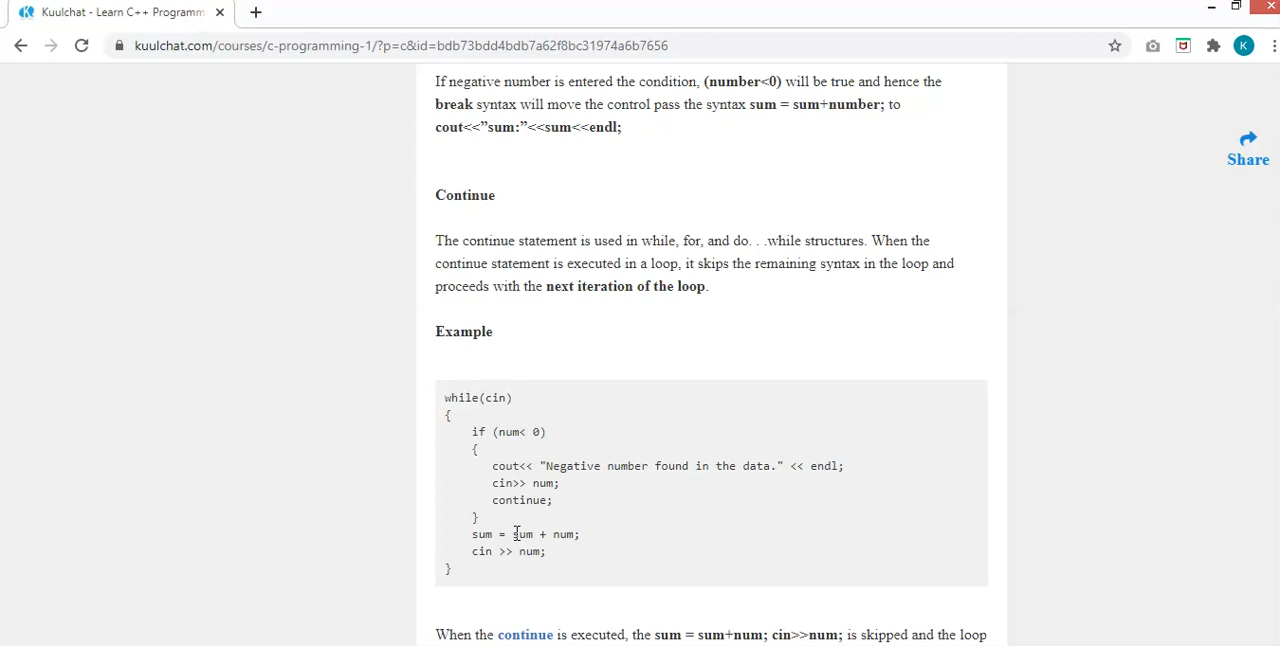 Kuulchat - Learn C++ Programm
kuulchat.com/courses/c-programming-1/?p=c&id=bdb73bdd4bdb7a62f8bc31974a6b7656
K
If negative number is entered the condition, (number<0) will be true and hence the
break syntax will move the control pass the syntax sum = sum+number; to
cout<<”sum:”<<sum<<endl;
Share
Continue
The continue statement is used in while, for, and do. . .while structures. When the
continue statement is executed in a loop, it skips the remaining syntax in the loop and
proceeds with the next iteration of the loop.
Example
while(cin)
{
if (num< 0)
{
cout<< "Negative number found in the data." << endl;
cin>> num;
continue;
}
sum = sum + num;
cin >> num;
}
When the continue is executed, the sum = sum+num; cin>>num; is skipped and the loop